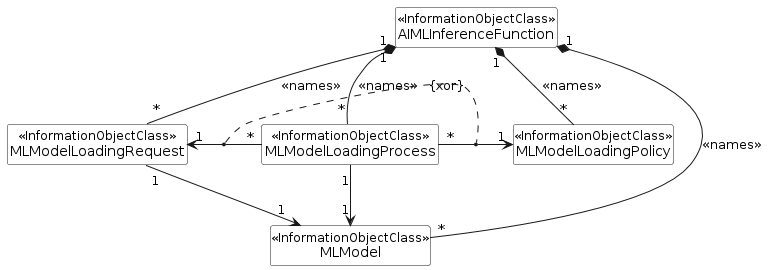 «InformationObjectClass»
AIMLInferenceFunction
1
1
1
1
«names»
«names»
{xor}
«names»
*
*
*
«InformationObjectClass»
MLModelLoadingRequest
1
*
«InformationObjectClass»
MLModelLoadingProcess
*
1
«InformationObjectClass»
MLModelLoadingPolicy
«names»
1
1
1
1
*
«InformationObjectClass»
MLModel